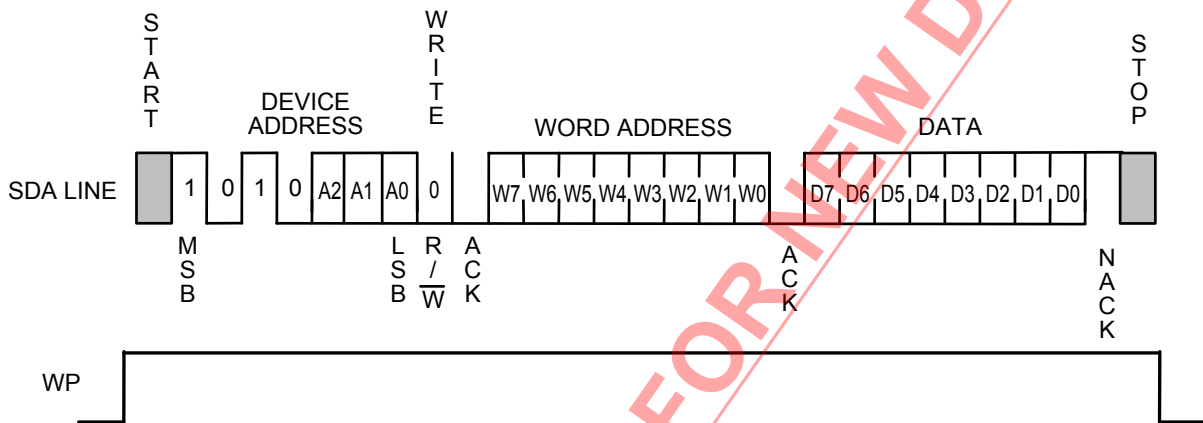 START
WRITE
STOP
DEVICE
ADDRESS
WORD ADDRESS
DATA
SDA LINE
1 0 1 0 A2 A1 A0 0 W7 W6 W5 W4 W3 W2 W1 W0 D7 D6 D5 D4 D3 D2 D1 D0
MSB
LSB
R/W
ACK
ACK
NACK
WP
FOR NEW D